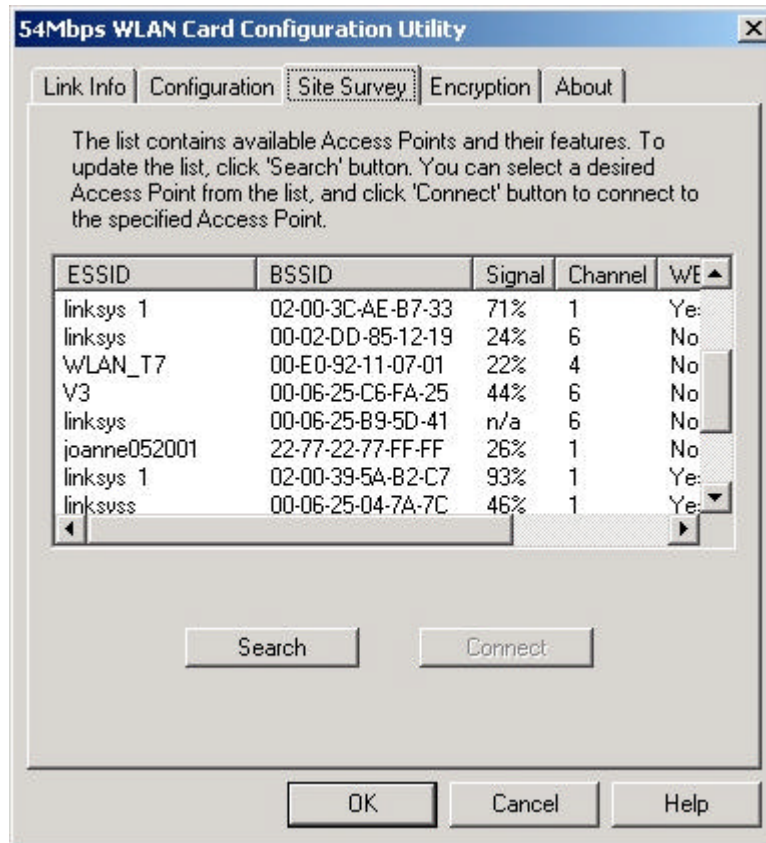 54Mbps WLAN Card Configuration Utility
Link Info Configuration Site Survey Encryption About
The list contains available Access Points and their features. To
update the list, click 'Search' button. You can select a desired
Access Point from the list, and click 'Connect' button to connect to
the specified Access Point.
ESSID BSSID Signal Channel WE
linksys 1 02-00-3C-AE-B7-33 71% 1 Yes
linksys 00-02-DD-85-12-19 24% 6 No
WLAN_T7 00-E0-92-11-07-01 22% 4 No
V3 00-06-25-C6-FA-25 44% 6 No
linksys 00-06-25-B9-5D-41 n/a 6 No
joanne052001 22-77-22-77-FF-FF 26% 1 No
linksys 1 02-00-39-5A-B2-C7 93% 1 Yes
linksyss 00-06-25-04-7A-7C 46% 1 Yes
Search Connect
OK Cancel Help